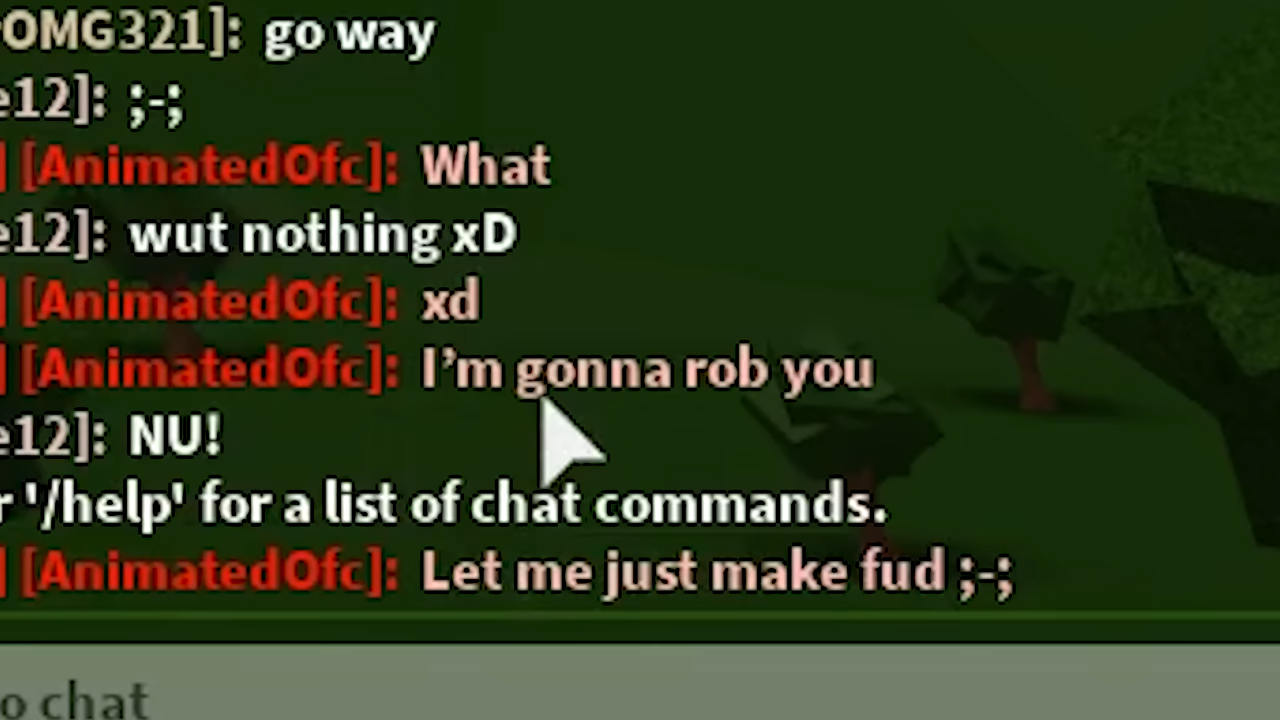 OMG321]: go way
e12]: ;-;
] [AnimatedOfc]: What
e12]: wut nothing xD
] [AnimatedOfc]: xd
] [AnimatedOfc]: I’m gonna rob you
e12]: NU!
r '/help' for a list of chat commands.
] [AnimatedOfc]: Let me just make fud ;-;
o chat